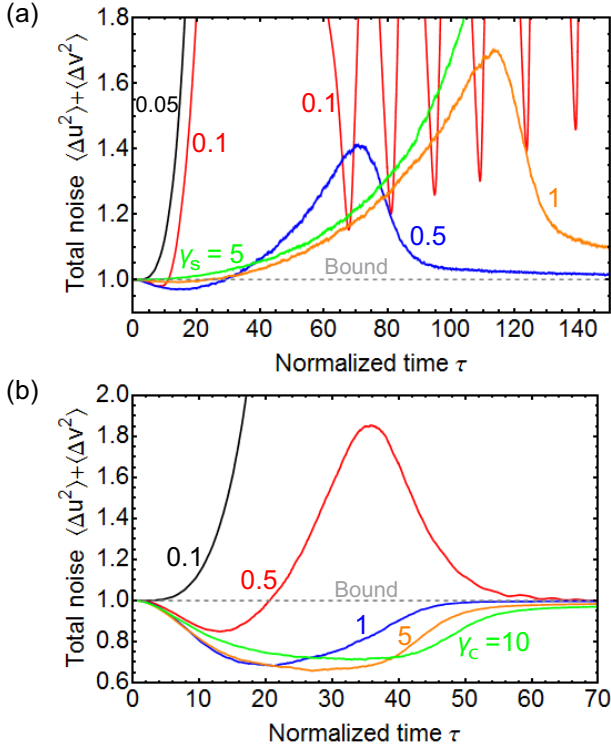 (a)
Total noise ⟨Δu²⟩+⟨Δv²⟩
1.8
1.6
1.4
1.2
1.0
0.05
0.1
0.1
γs = 5
0.5
1
Bound
0 20 40 60 80 100 120 140
Normalized time τ
(b)
Total noise ⟨Δu²⟩+⟨Δv²⟩
2.0
1.8
1.6
1.4
1.2
1.0
0.8
0.6
0.1
0.5
Bound
1
5
γc =10
0 10 20 30 40 50 60 70
Normalized time τ